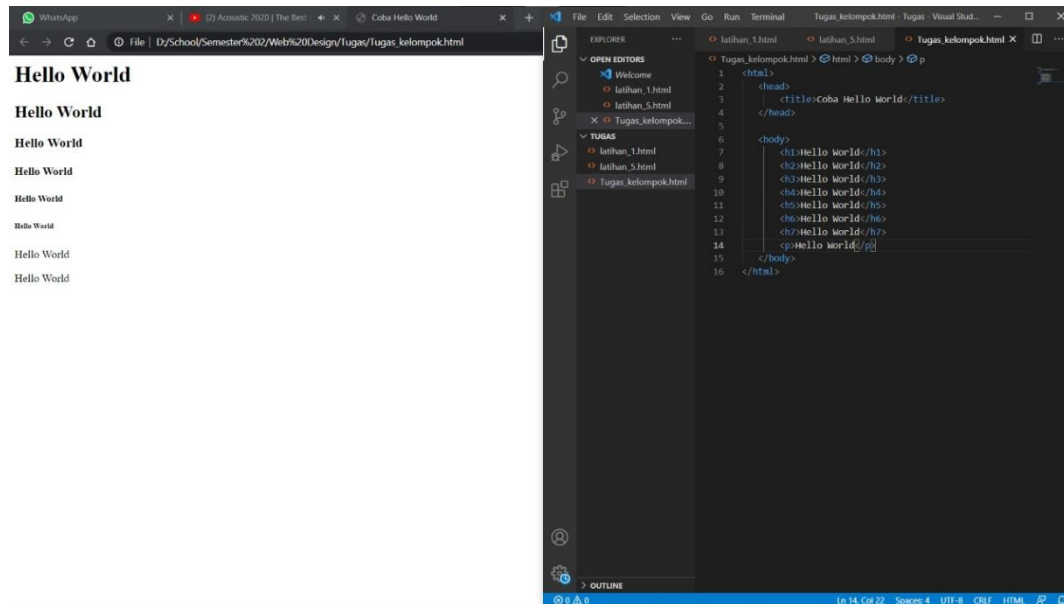 WhatsApp
(2) Acoustic 2020 | The Best
Coba Hello World
File | D:/School/Semester%202/Web%20Design/Tugas/Tugas_kelompok.html
Hello World
Hello World
Hello World
Hello World
Hello World
Hello World
Hello World
Hello World
File Edit Selection View Go Run Terminal Tugas_kelompok.html - Tugas - Visual Stud...
EXPLORER
OPEN EDITORS
Welcome
latihan_1.html
latihan_5.html
Tugas_kelompok....
TUGAS
latihan_1.html
latihan_5.html
Tugas_kelompok.html
OUTLINE
latihan_1.html latihan_5.html Tugas_kelompok.html
Tugas_kelompok.html > html > body > p
1 <html>
2 <head>
3 <title>Coba Hello World</title>
4 </head>
5
6 <body>
7 <h1>Hello World</h1>
8 <h2>Hello World</h2>
9 <h3>Hello World</h3>
10 <h4>Hello World</h4>
11 <h5>Hello World</h5>
12 <h6>Hello World</h6>
13 <h7>Hello World</h7>
14 <p>Hello World</p>
15 </body>
16 </html>
0 0 Ln 14, Col 22 Spaces: 4 UTF-8 CRLF HTML